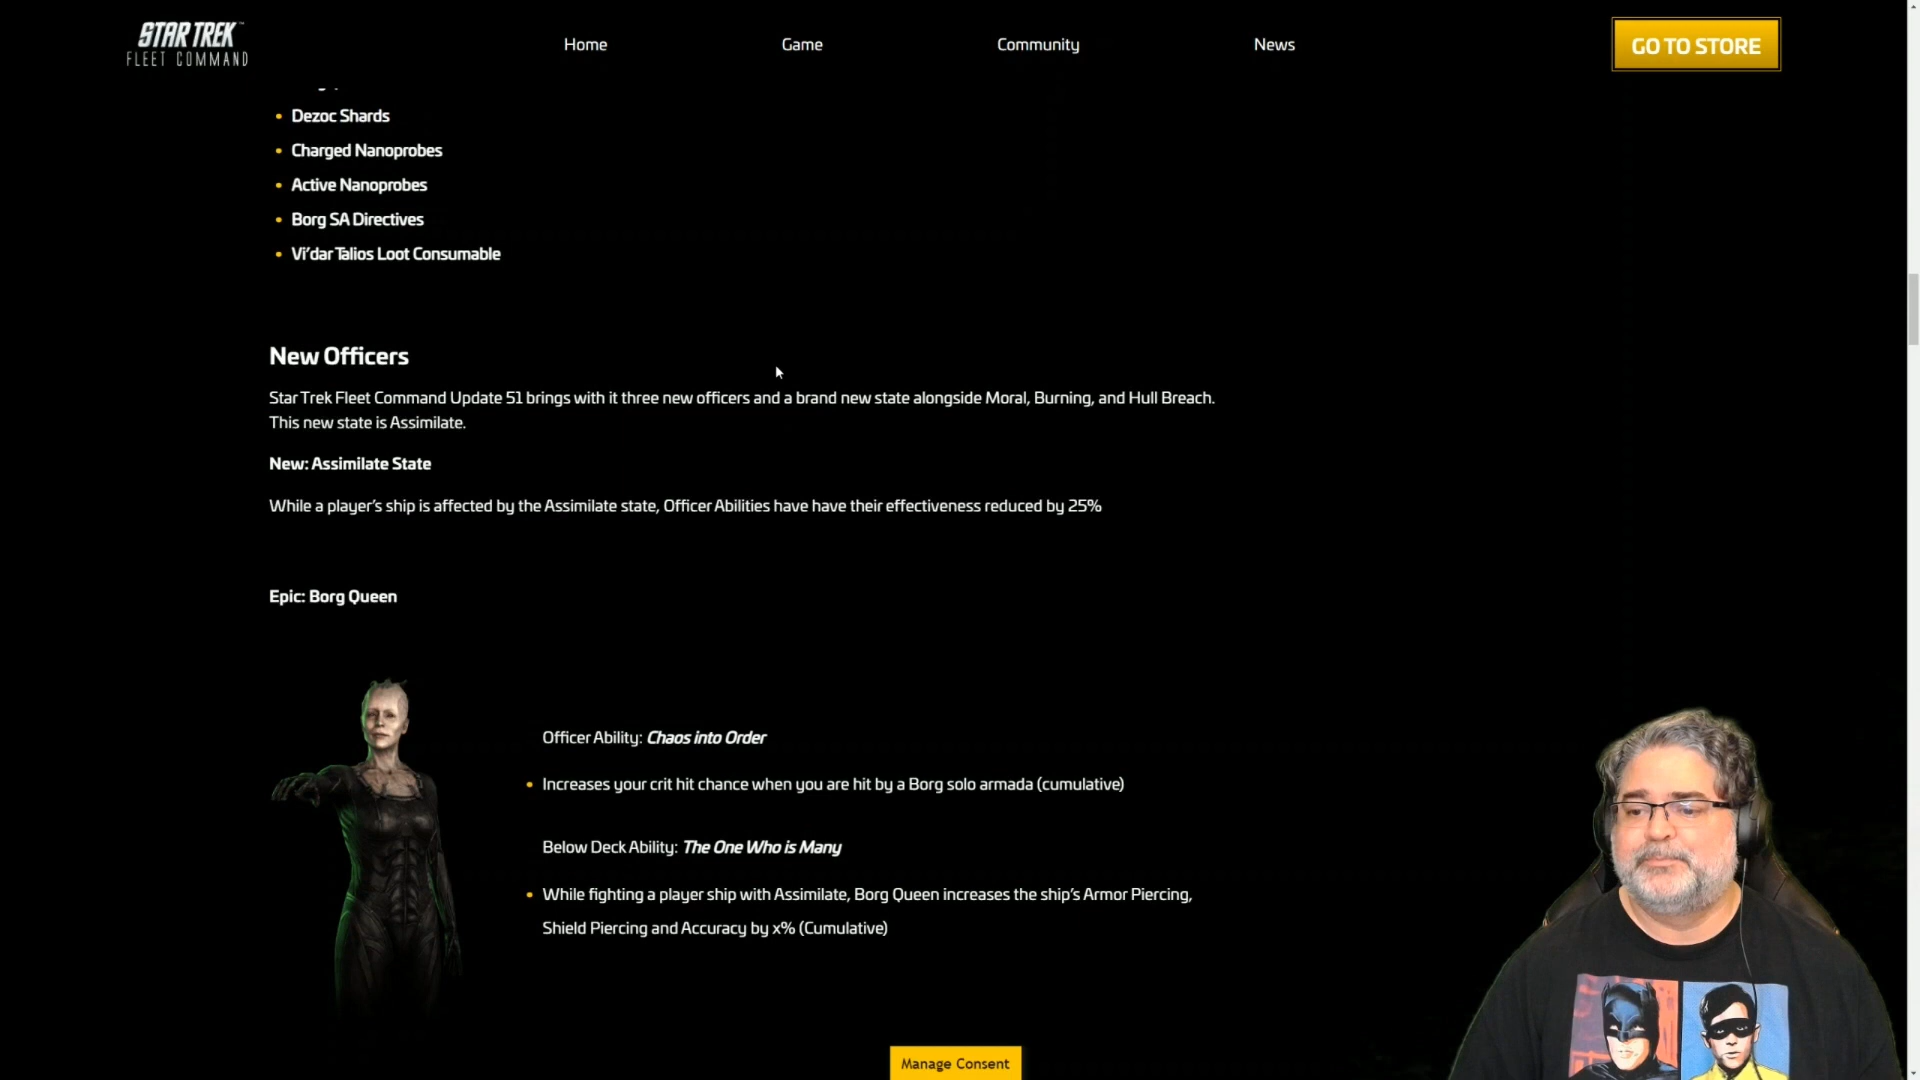 STAR TREK™
FLEET COMMAND
Home
Game
Community
News
GO TO STORE
Dezoc Shards
Charged Nanoprobes
Active Nanoprobes
Borg SA Directives
Vi'dar Talios Loot Consumable
New Officers
Star Trek Fleet Command Update 51 brings with it three new officers and a brand new state alongside Moral, Burning, and Hull Breach.
This new state is Assimilate.
New: Assimilate State
While a player's ship is affected by the Assimilate state, Officer Abilities have have their effectiveness reduced by 25%
Epic: Borg Queen
Officer Ability: Chaos into Order
Increases your crit hit chance when you are hit by a Borg solo armada (cumulative)
Below Deck Ability: The One Who is Many
While fighting a player ship with Assimilate, Borg Queen increases the ship's Armor Piercing,
Shield Piercing and Accuracy by x% (Cumulative)
Manage Consent